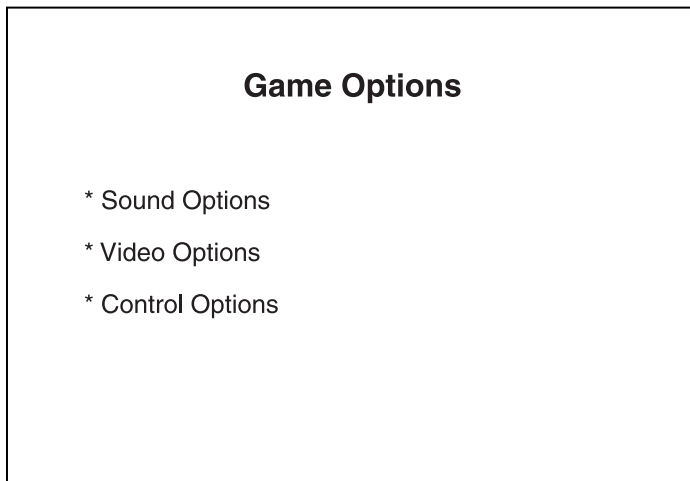 Game Options
* Sound Options
* Video Options
* Control Options